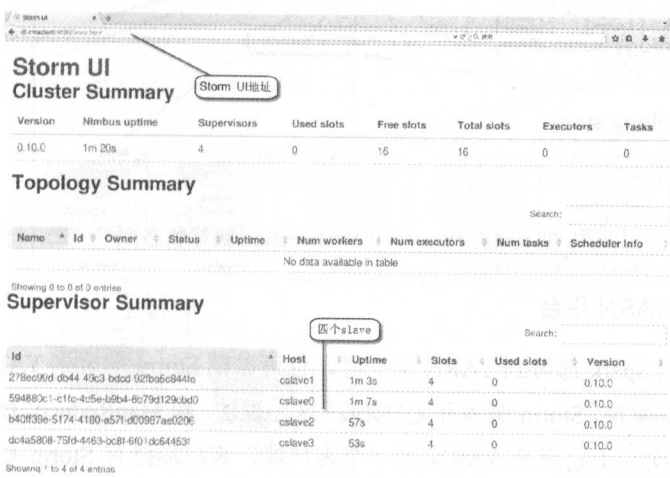 Storm UI
Storm UI
Cluster Summary
Storm UI地址
Version Nimbus uptime Supervisors Used slots Free slots Total slots Executors Tasks
0.10.0 1m 20s 4 0 16 16 0 0
Topology Summary
Search:
Name Id Owner Status Uptime Num workers Num executors Num tasks Scheduler Info
No data available in table
Showing 0 to 0 of 0 entries
Supervisor Summary
匹个slave
Search:
Id Host Uptime Slots Used slots Version
cslave1 1m 3s 4 0 0.10.0
cslave0 1m 7s 4 0 0.10.0
b40ff39e-5174-4180-a57f-d00997ae0206 cslave2 57s 4 0 0.10.0
cslave3 53s 4 0 0.10.0
Showing 1 to 4 of 4 entries